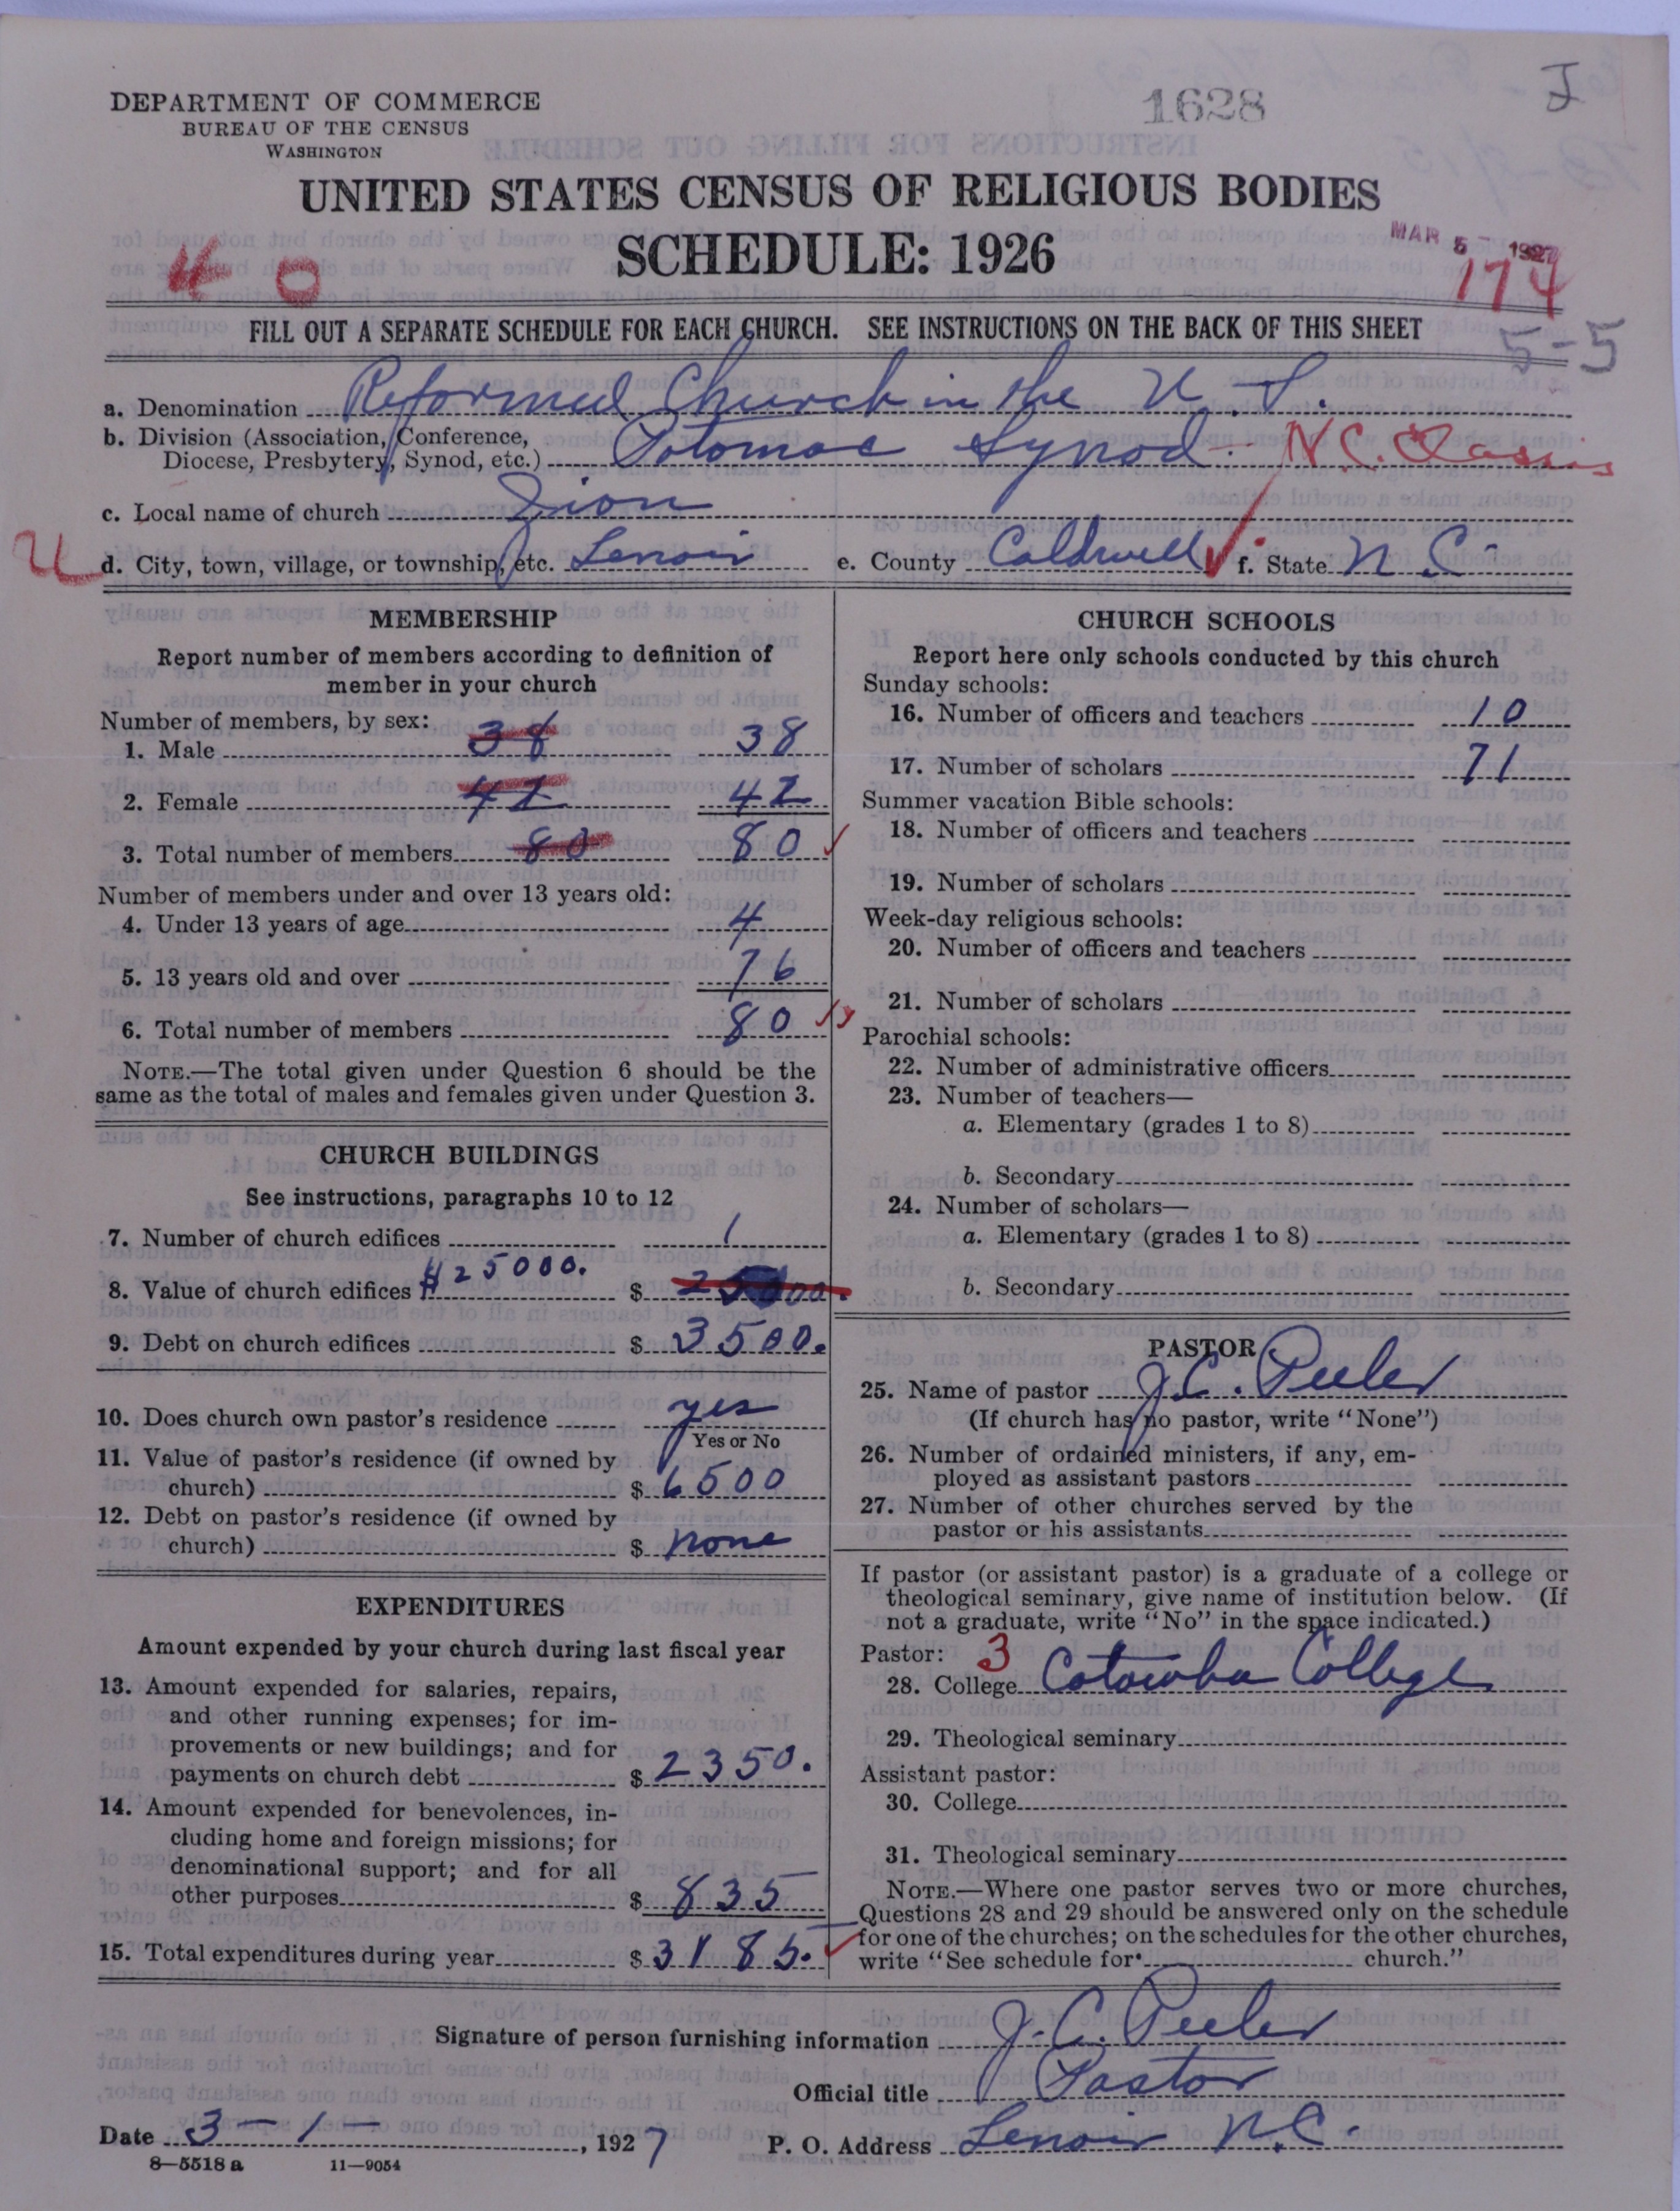 DEPARTMENT OF COMMERCE
BUREAU OF THE CENSUS
WASHINGTON
1628
UNITED STATES CENSUS OF RELIGIOUS BODIES
SCHEDULE: 1926
MAR 5 - 1927
174
5-5
FILL OUT A SEPARATE SCHEDULE FOR EACH CHURCH. SEE INSTRUCTIONS ON THE BACK OF THIS SHEET
a. Denomination Reformed Church in the U. S.
b. Division (Association, Conference,
Diocese, Presbytery, Synod, etc.) Potomac Synod. N.C. Classis
c. Local name of church Zion
d. City, town, village, or township, etc. Lenoir e. County Caldwell f. State N. C.
MEMBERSHIP
Report number of members according to definition of
member in your church
Number of members, by sex:
1. Male 38 38
2. Female 42 42
3. Total number of members 80 80
Number of members under and over 13 years old:
4. Under 13 years of age 4
5. 13 years old and over 76
6. Total number of members 80
NOTE.—The total given under Question 6 should be the
same as the total of males and females given under Question 3.
CHURCH BUILDINGS
See instructions, paragraphs 10 to 12
7. Number of church edifices 1
8. Value of church edifices $25000. $
9. Debt on church edifices $ 3500.
10. Does church own pastor's residence yes
Yes or No
11. Value of pastor's residence (if owned by
church) $ 6500
12. Debt on pastor's residence (if owned by
church) $ none
EXPENDITURES
Amount expended by your church during last fiscal year
13. Amount expended for salaries, repairs,
and other running expenses; for im-
provements or new buildings; and for
payments on church debt $ 2350.
14. Amount expended for benevolences, in-
cluding home and foreign missions; for
denominational support; and for all
other purposes $ 835
15. Total expenditures during year $ 3185.
CHURCH SCHOOLS
Report here only schools conducted by this church
Sunday schools:
16. Number of officers and teachers 10
17. Number of scholars 71
Summer vacation Bible schools:
18. Number of officers and teachers
19. Number of scholars
Week-day religious schools:
20. Number of officers and teachers
21. Number of scholars
Parochial schools:
22. Number of administrative officers
23. Number of teachers—
a. Elementary (grades 1 to 8)
b. Secondary
24. Number of scholars—
a. Elementary (grades 1 to 8)
b. Secondary
PASTOR
25. Name of pastor J. C. Peeler
(If church has no pastor, write "None")
26. Number of ordained ministers, if any, em-
ployed as assistant pastors
27. Number of other churches served by the
pastor or his assistants
If pastor (or assistant pastor) is a graduate of a college or
theological seminary, give name of institution below. (If
not a graduate, write "No" in the space indicated.)
Pastor: 3
28. College Catawba College
29. Theological seminary
Assistant pastor:
30. College
31. Theological seminary
NOTE.—Where one pastor serves two or more churches,
Questions 28 and 29 should be answered only on the schedule
for one of the churches; on the schedules for the other churches,
write "See schedule for church."
Signature of person furnishing information J. C. Peeler
Official title Pastor
Date 3 - 1 - , 1927 P. O. Address Lenoir N.C.
8—5518 a 11—9054